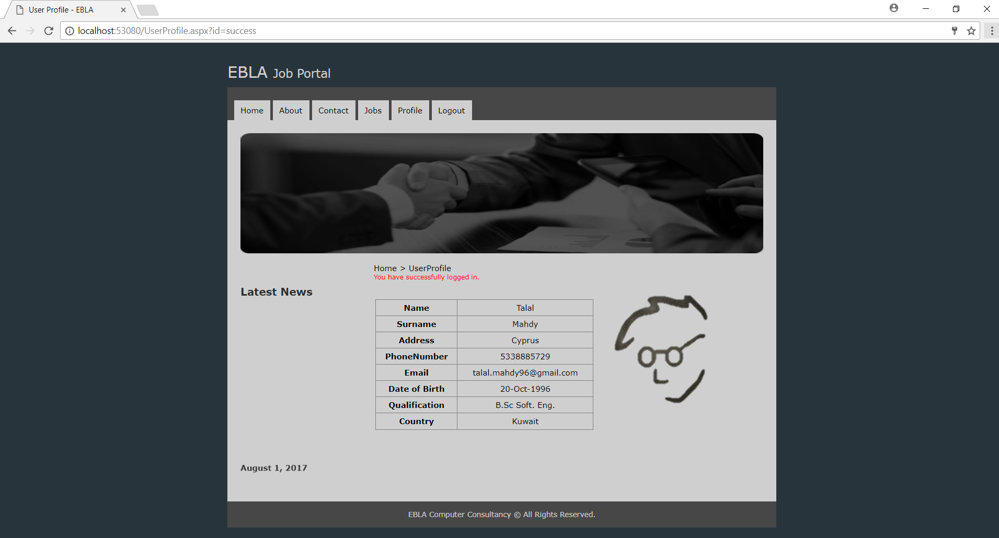 User Profile - EBLA
localhost:53080/UserProfile.aspx?id=success
EBLA Job Portal
Home About Contact Jobs Profile Logout
Home > UserProfile
You have successfully logged in.
Latest News
Name Talal
Surname Mahdy
Address Cyprus
PhoneNumber 5338885729
Email talal.mahdy96@gmail.com
Date of Birth 20-Oct-1996
Qualification B.Sc Soft. Eng.
Country Kuwait
August 1, 2017
EBLA Computer Consultancy © All Rights Reserved.